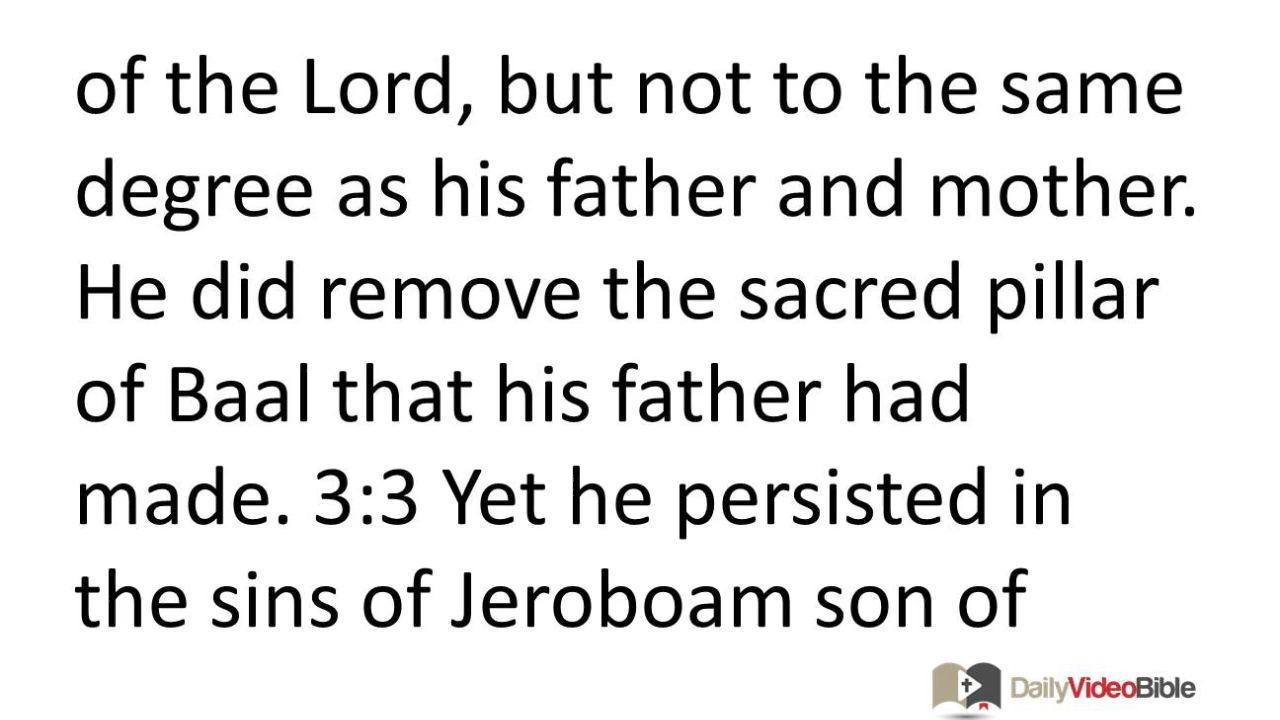 of the Lord, but not to the same
degree as his father and mother.
He did remove the sacred pillar
of Baal that his father had
made. 3:3 Yet he persisted in
the sins of Jeroboam son of
DailyVideoBible